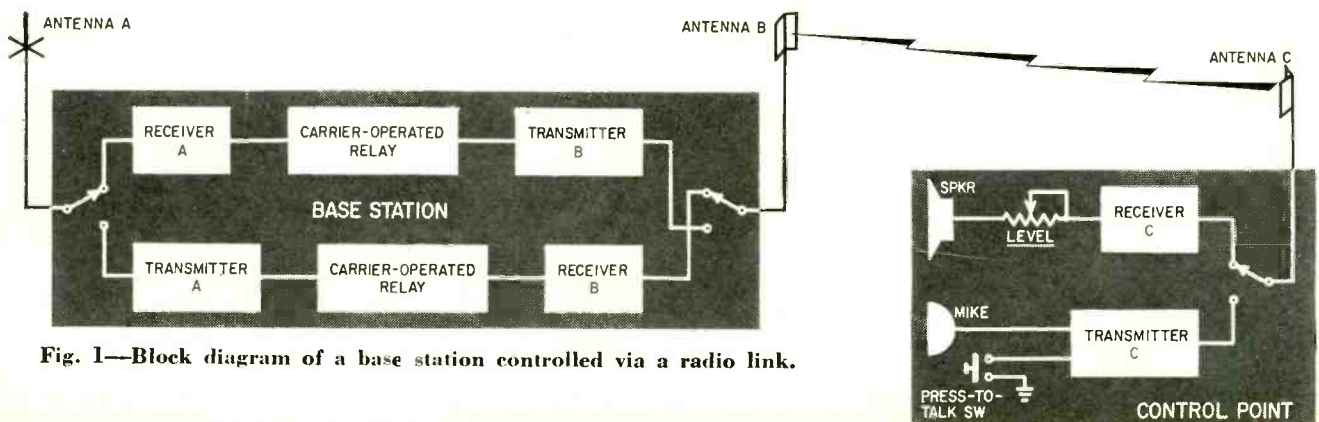 ANTENNA A
ANTENNA B
ANTENNA C
RECEIVER
A
CARRIER-OPERATED
RELAY
TRANSMITTER
B
BASE STATION
TRANSMITTER
A
CARRIER-OPERATED
RELAY
RECEIVER
B
SPKR
LEVEL
RECEIVER
C
MIKE
TRANSMITTER
C
PRESS-TO-
TALK SW
CONTROL POINT
Fig. 1—Block diagram of a base station controlled via a radio link.